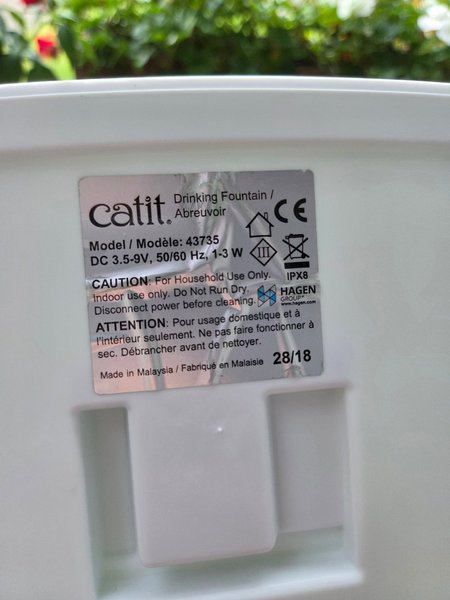 catit. Drinking Fountain /
Abreuvoir
CE
Model / Modèle: 43735
DC 3.5-9V, 50/60 Hz, 1-3 W
III
IPX8
CAUTION: For Household Use Only.
Indoor use only. Do Not Run Dry.
Disconnect power before cleaning.
HAGEN
GROUP
www.hagen.com
ATTENTION: Pour usage domestique et à
l'intérieur seulement. Ne pas faire fonctionner à
sec. Débrancher avant de nettoyer.
Made in Malaysia / Fabriqué en Malaisie
28/18